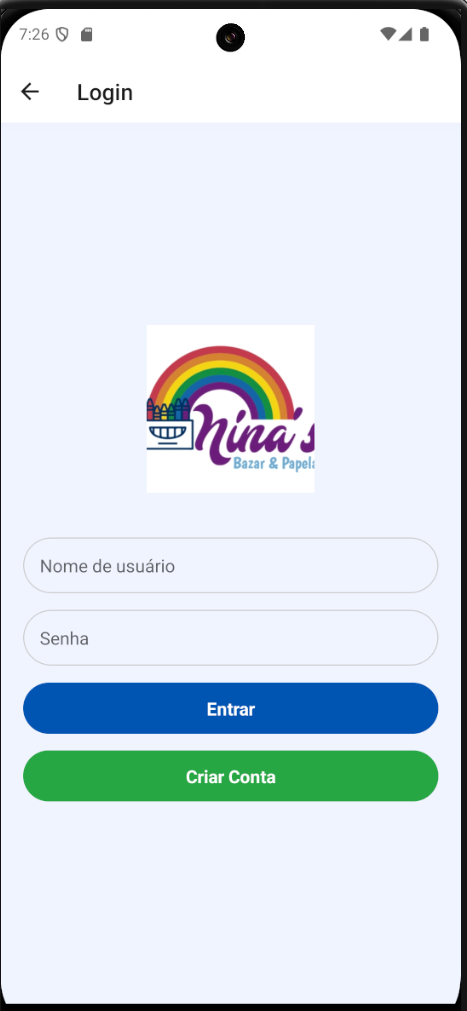 7:26
Login
Nina's
Bazar & Papela
Nome de usuário
Senha
Entrar
Criar Conta